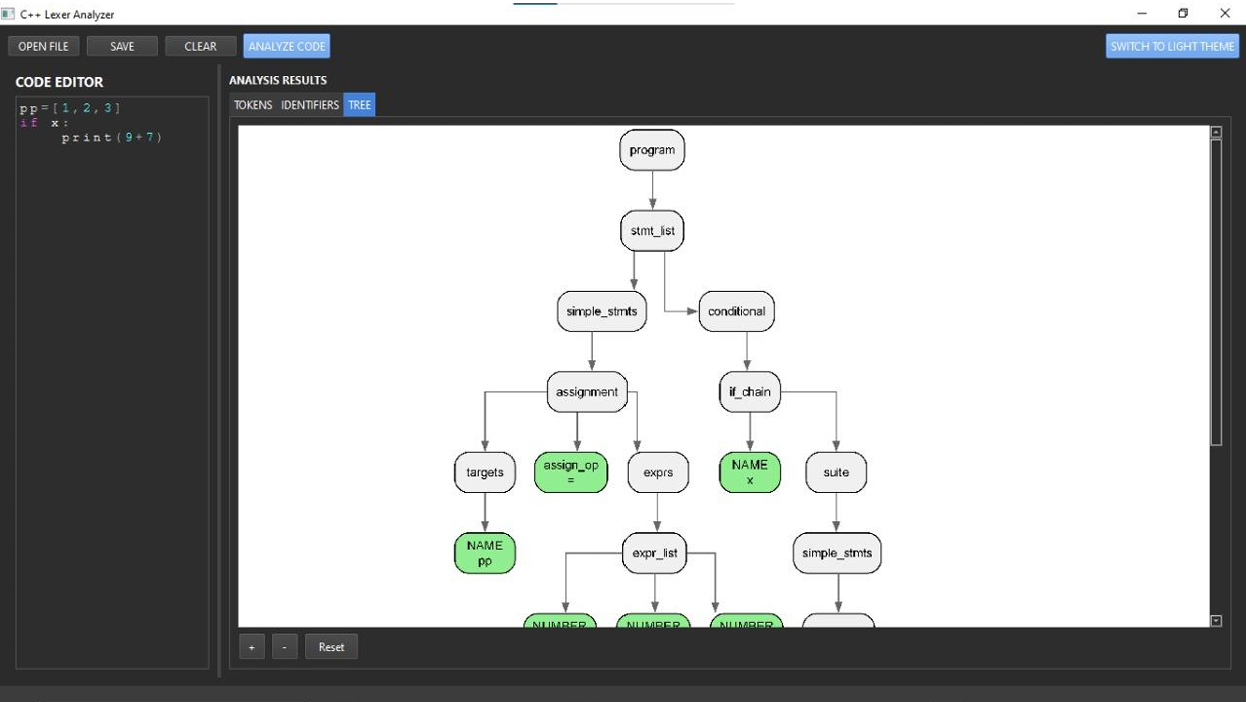 C++ Lexer Analyzer
OPEN FILE
SAVE
CLEAR
ANALYZE CODE
SWITCH TO LIGHT THEME
CODE EDITOR
pp=[1,2,3]
if x:
    print(9+7)
ANALYSIS RESULTS
TOKENS
IDENTIFIERS
TREE
program
stmt_list
simple_stmts
conditional
assignment
if_chain
targets
assign_op
=
exprs
NAME
x
suite
NAME
pp
expr_list
simple_stmts
NUMBER
NUMBER
NUMBER
+
-
Reset